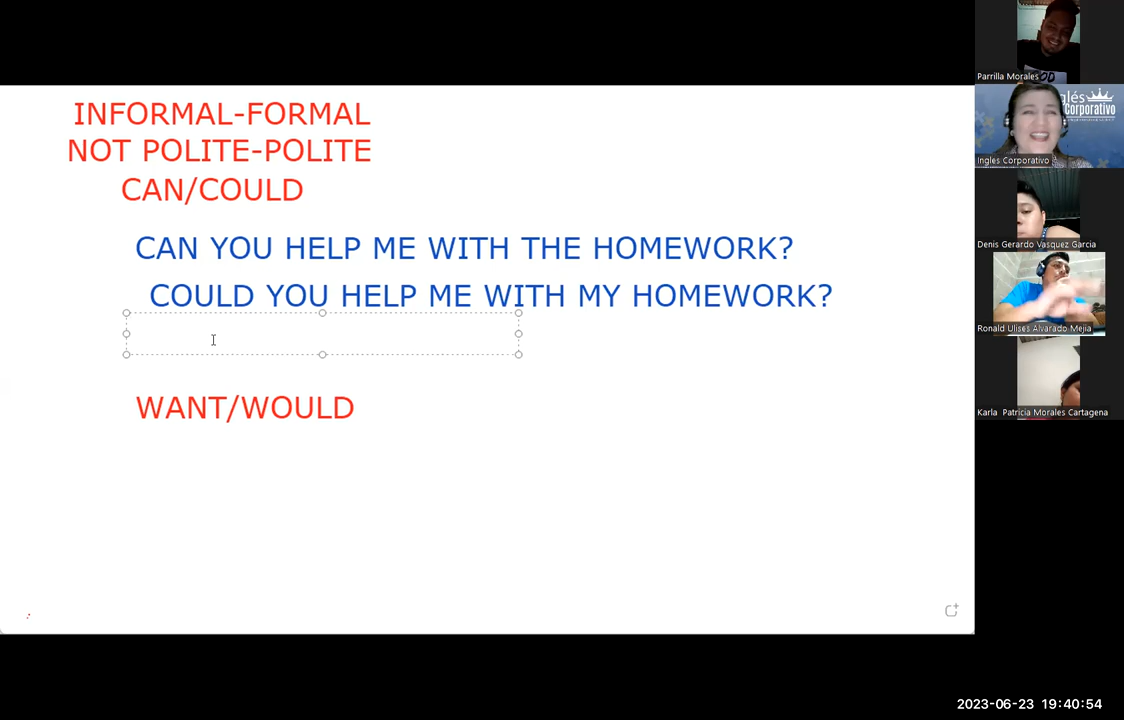 INFORMAL-FORMAL
NOT POLITE-POLITE
CAN/COULD
CAN YOU HELP ME WITH THE HOMEWORK?
COULD YOU HELP ME WITH MY HOMEWORK?
WANT/WOULD
Parrilla Morales
glés
Corporativo
Ingles Corporativo
Denis Gerardo Vasquez Garcia
Ronald Ulises Alvarado Mejia
Karla Patricia Morales Cartagena
2023-06-23 19:40:54